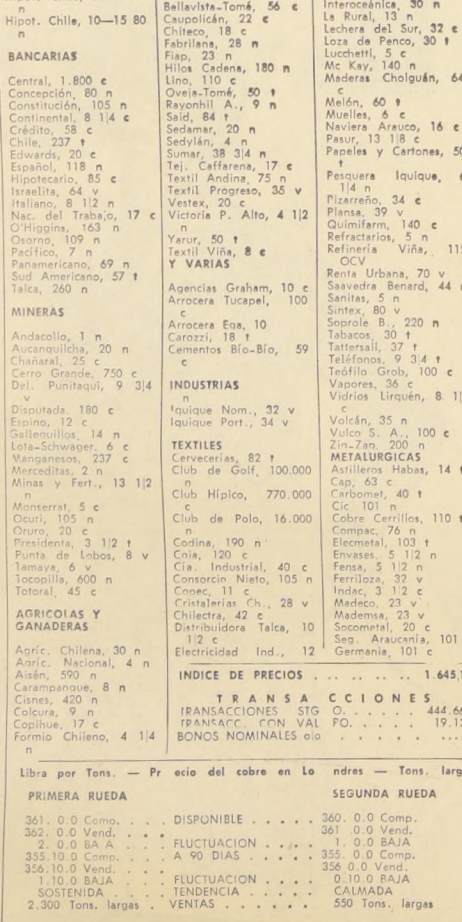 n
Hipot. Chile, 10—15 80
n
BANCARIAS
Central, 1.800 c
Concepción, 80 n
Constitución, 105 n
Continental, 8 1|4 c
Crédito, 58 c
Chile, 237 t
Edwards, 20 c
Español, 118 n
Hipotecario, 85 c
Israelita, 64 v
Italiano, 8 1|2 n
Nac. del Trabajo, 17 c
O'Higgins, 163 n
Osorno, 109 n
Pacífico, 7 n
Panamericano, 69 n
Sud Americano, 57 t
Talca, 260 n
MINERAS
Andacollo, 1 n
Aucanquilcha, 20 n
Chañaral, 25 c
Cerro Grande, 750 c
Del. Punitaqui, 9 3|4
v
Disputada, 180 c
Espino, 12 c
Galleguillos, 14 n
Lota-Schwager, 6 c
Manganesos, 237 c
Merceditas, 2 n
Minas y Fert., 13 1|2
n
Monserrat, 5 c
Ocuri, 105 n
Oruro, 20 c
Presidenta, 3 1|2 t
Punta de Lobos, 8 v
Tamaya, 6 v
Tocopilla, 600 n
Totoral, 45 c
AGRICOLAS Y
GANADERAS
Agríc. Chilena, 30 n
Agríc. Nacional, 4 n
Aisén, 590 n
Carampangue, 8 n
Cisnes, 420 n
Colcura, 9 n
Copihue, 17 c
Formio Chileno, 4 1|4
n
Bellavista-Tomé, 56 c
Caupolicán, 22 c
Chiteco, 18 c
Fabrilana, 28 n
Fiap, 23 n
Hilos Cadena, 180 n
Lino, 110 c
Oveja-Tomé, 50 t
Rayonhil A., 9 n
Said, 84 t
Sedamar, 20 n
Sedylán, 4 n
Sumar, 38 3|4 n
Tej. Caffarena, 17 c
Textil Andina, 75 n
Textil Progreso, 35 v
Vestex, 20 c
Victoria P. Alto, 4 1|2
n
Yarur, 50 t
Textil Viña, 8 c
Y VARIAS
Agencias Graham, 10 c
Arrocera Tucapel, 100
c
Arrocera Ega, 10
Carozzi, 18 t
Cementos Bío-Bío, 59
c
INDUSTRIAS
n
Iquique Nom., 32 v
Iquique Port., 34 v
TEXTILES
Cervecerías, 82 t
Club de Golf, 100.000
n
Club Hípico, 770.000
c
Club de Polo, 16.000
n
Codina, 190 n
Coia, 120 c
Cía. Industrial, 40 c
Consorcio Nieto, 105 n
Copec, 11 c
Cristalerías Ch., 28 v
Chilectra, 42 c
Distribuidora Talca, 10
1|2 c
Electricidad Ind., 12
Interoceánica, 30 n
La Rural, 13 n
Lechera del Sur, 32 c
Loza de Penco, 30 t
Lucchetti, 5 c
Mc Kay, 140 n
Maderas Cholguán, 64
c
Melón, 60 t
Muelles, 6 c
Naviera Arauco, 16 c
Pasur, 13 1|8 c
Papeles y Cartones, 50
t
Pesquera Iquique,
1|4 n
Pizarreño, 34 c
Plansa, 39 v
Quimifarm, 140 c
Refractarios, 5 n
Refinería Viña,
OCV
Renta Urbana, 70 v
Saavedra Benard, 44
Sanitas, 5 n
Sintex, 80 v
Soprole B., 220 n
Tabacos, 30 t
Tattersall, 37 t
Teléfonos, 9 3|4 t
Teófilo Grob, 100 c
Vapores, 36 c
Vidrios Lirquén, 8
c
Volcán, 35 n
Vulco S. A., 100 c
Zig-Zag, 200 n
METALURGICAS
Astilleros Habas, 14 t
Cap, 63 c
Carbomet, 40 t
Cic 101 n
Cobre Cerrillos, 110 t
Compac, 76 n
Elecmetal, 103 t
Envases, 5 1|2 n
Fensa, 5 1|2 n
Ferriloza, 32 v
Indac, 3 1|2 c
Madeco, 23 v
Mademsa, 23 v
Socometal, 20 c
Seg. Araucanía, 101
Germania, 101 c
INDICE DE PRECIOS .. .. .. .. 1.645,
T R A N S A C C I O N E S
TRANSACCIONES STG O. . . . . . 444.66
TRANSACC. CON VAL PO. . . . . . 19.13
BONOS NOMINALES o|o . . . . . ....
Libra por Tons. — Pr ecio del cobre en Lo ndres — Tons. larg
PRIMERA RUEDA SEGUNDA RUEDA
361. 0.0 Comp. . . . DISPONIBLE . . . . . 360. 0.0 Comp.
362. 0.0 Vend. . . . . 361 .0.0 Vend.
2. 0.0 BA A . . . FLUCTUACION . . . . . 1. 0.0 BAJA
355.10.0 Comp. . . . A 90 DIAS . . . . . 355. 0.0 Comp.
356.10.0 Vend. . . . 356 0.0 Vend.
1.10.0 BAJA . . . FLUCTUACION . . . . 0.10.0 BAJA
SOSTENIDA . . . . TENDENCIA . . . . . CALMADA
2.300 Tons. largas . VENTAS . . . . . . 550 Tons. largas